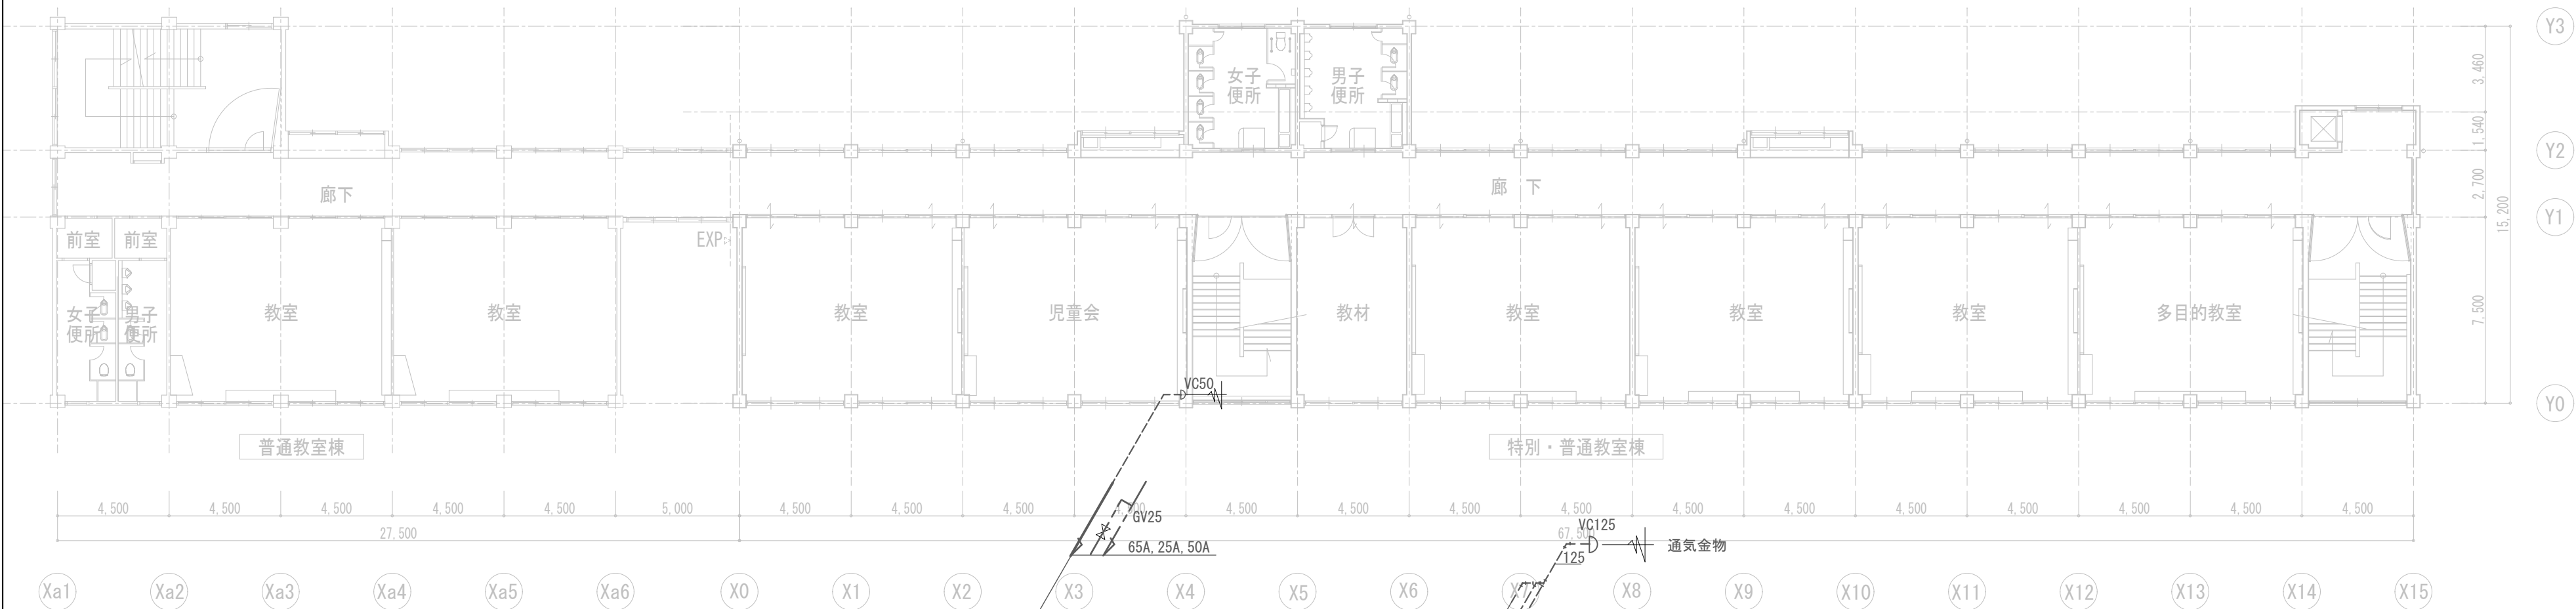 Y3
女子
便所
男子
便所
3,460
1,540
Y2
廊下
廊 下
2,700
15,200
Y1
前室
前室
EXP.
女子
便所
男子
便所
教室
教室
教室
児童会
教材
教室
教室
教室
多目的教室
7,500
VC50
Y0
普通教室棟
特別・普通教室棟
4,500
4,500
4,500
4,500
4,500
5,000
4,500
4,500
4,500
4,500
4,500
4,500
4,500
4,500
4,500
4,500
4,500
4,500
4,500
4,500
GV25
VC125
27,500
67,500
65A,25A,50A
通気金物
125
Xa1
Xa2
Xa3
Xa4
Xa5
Xa6
X0
X1
X2
X3
X4
X5
X6
X7
X8
X9
X10
X11
X12
X13
X14
X15